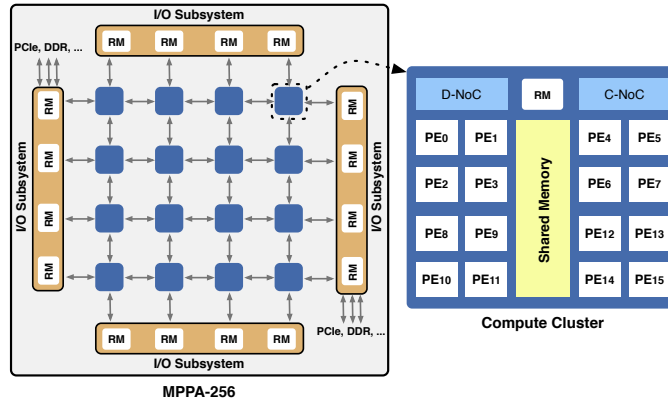 I/O Subsystem
RM RM RM RM
PCIe, DDR, ...
RM
RM
RM
RM
I/O Subsystem
RM
RM
RM
RM
I/O Subsystem
PCIe, DDR, ...
RM RM RM RM
I/O Subsystem
MPPA-256
D-NoC RM C-NoC
PE0 PE1 PE4 PE5
PE2 PE3 PE6 PE7
Shared Memory
PE8 PE9 PE12 PE13
PE10 PE11 PE14 PE15
Compute Cluster